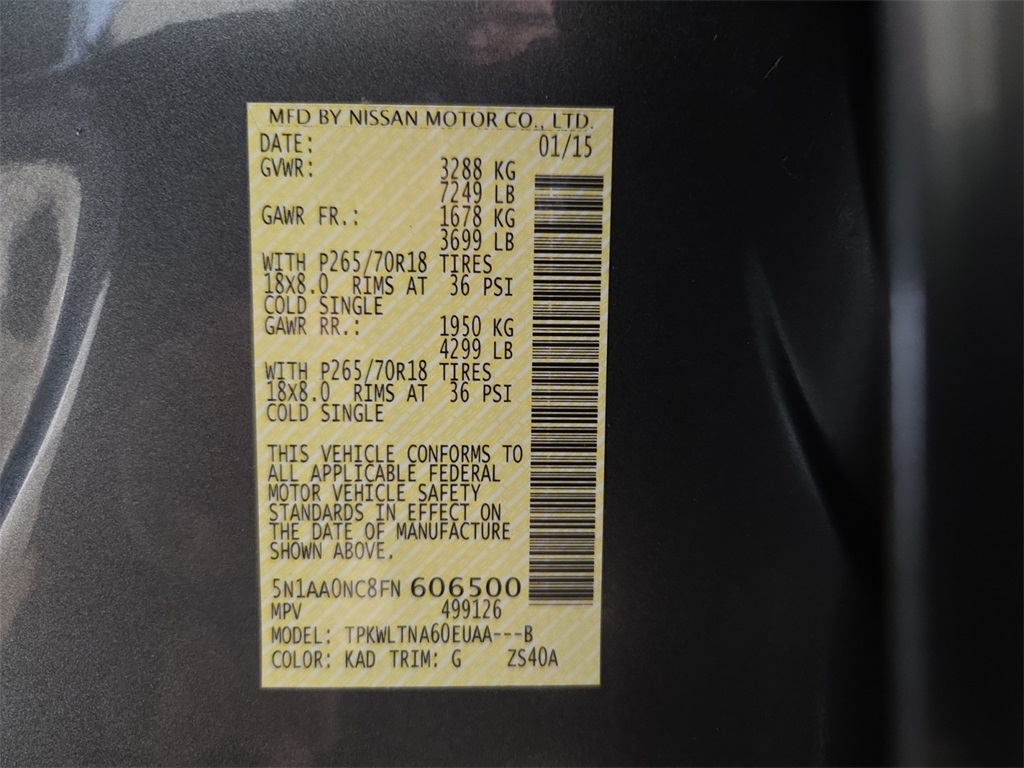 MFD BY NISSAN MOTOR CO., LTD.
DATE: 01/15
GVWR: 3288 KG
7249 LB
GAWR FR.: 1678 KG
3699 LB
WITH P265/70R18 TIRES
18X8.0 RIMS AT 36 PSI
COLD SINGLE
GAWR RR.: 1950 KG
4299 LB
WITH P265/70R18 TIRES
18X8.0 RIMS AT 36 PSI
COLD SINGLE
THIS VEHICLE CONFORMS TO
ALL APPLICABLE FEDERAL
MOTOR VEHICLE SAFETY
STANDARDS IN EFFECT ON
THE DATE OF MANUFACTURE
SHOWN ABOVE.
5N1AA0NC8FN 606500
MPV 499126
MODEL: TPKWLTNA60EUAA---B
COLOR: KAD TRIM: G ZS40A